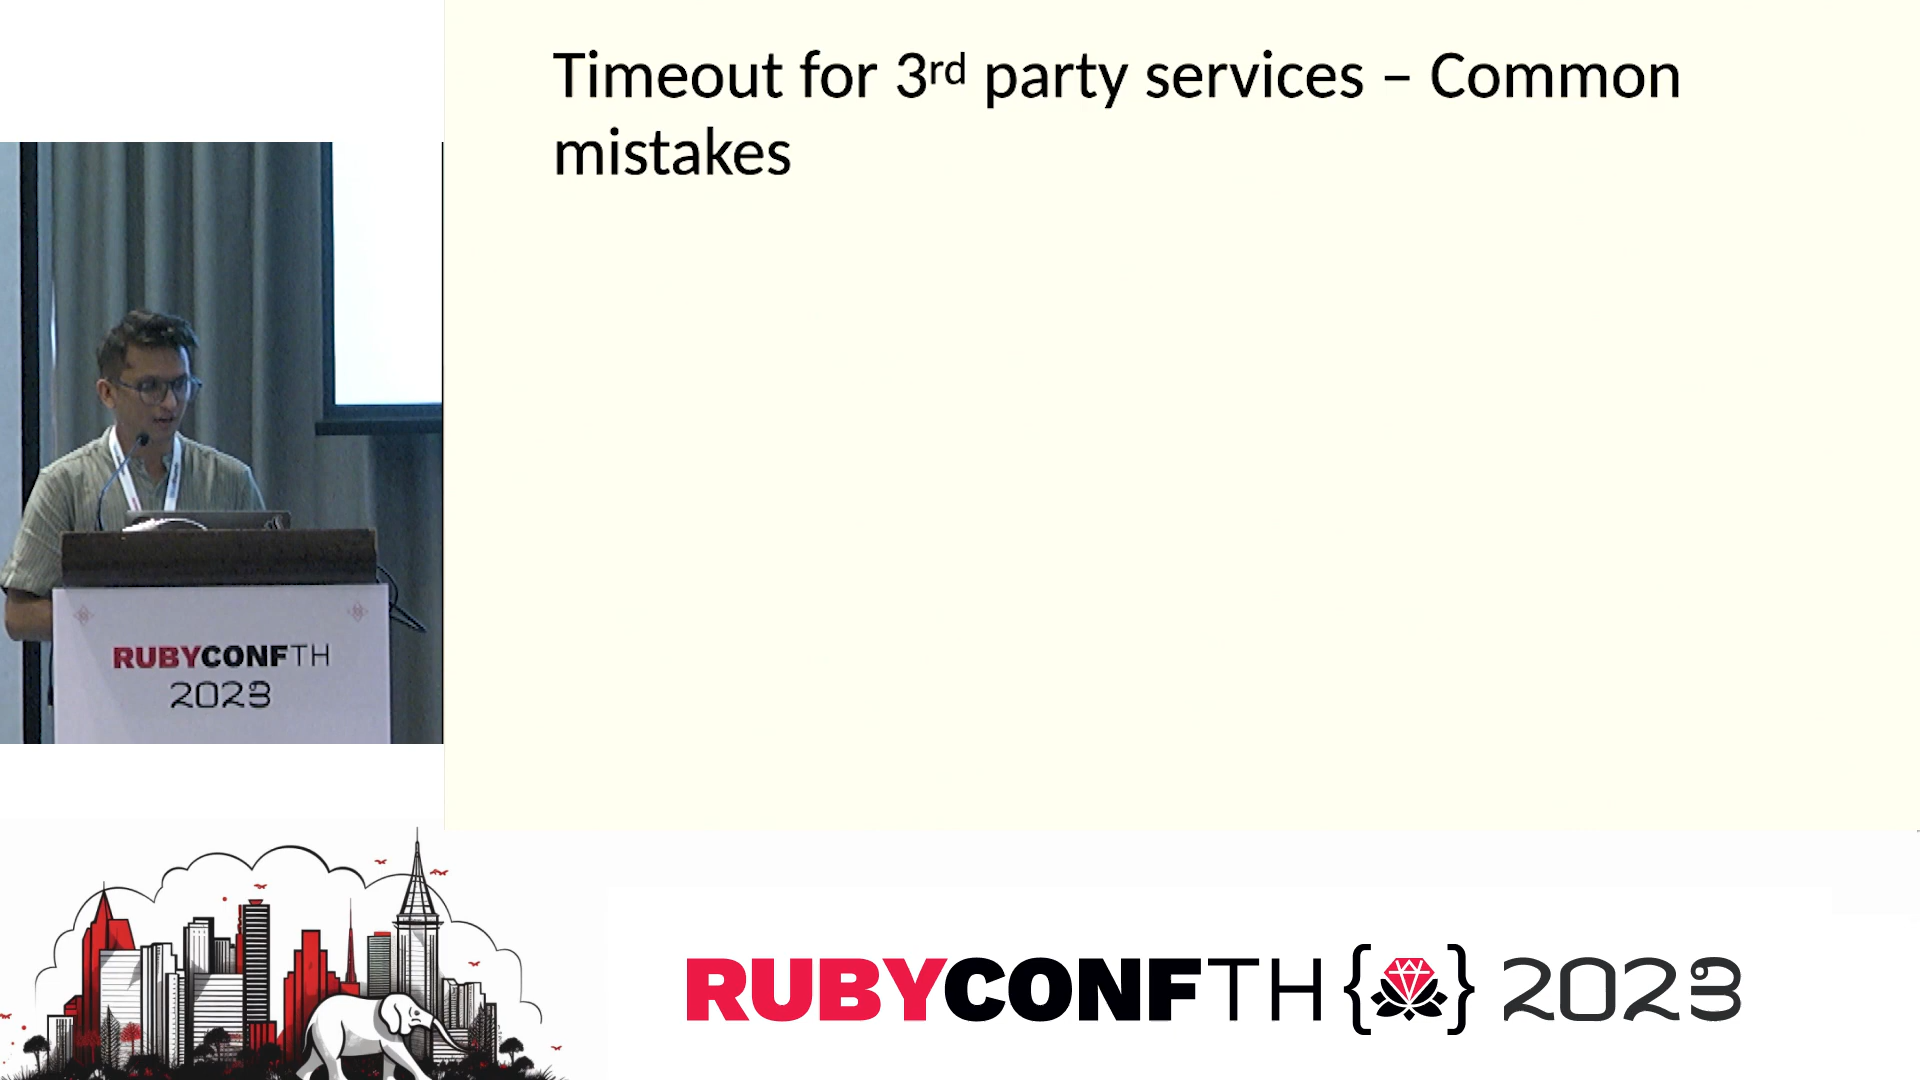 Timeout for 3rd party services – Common
mistakes
RUBYCONFTH
2023
RUBYCONFTH 2023